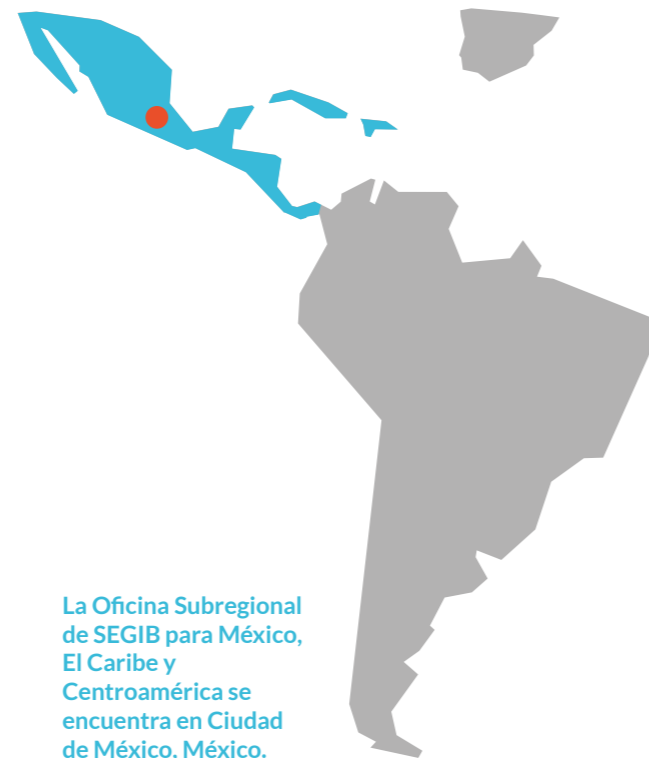 La Oficina Subregional
de SEGIB para México,
El Caribe y
Centroamérica se
encuentra en Ciudad
de México. México.